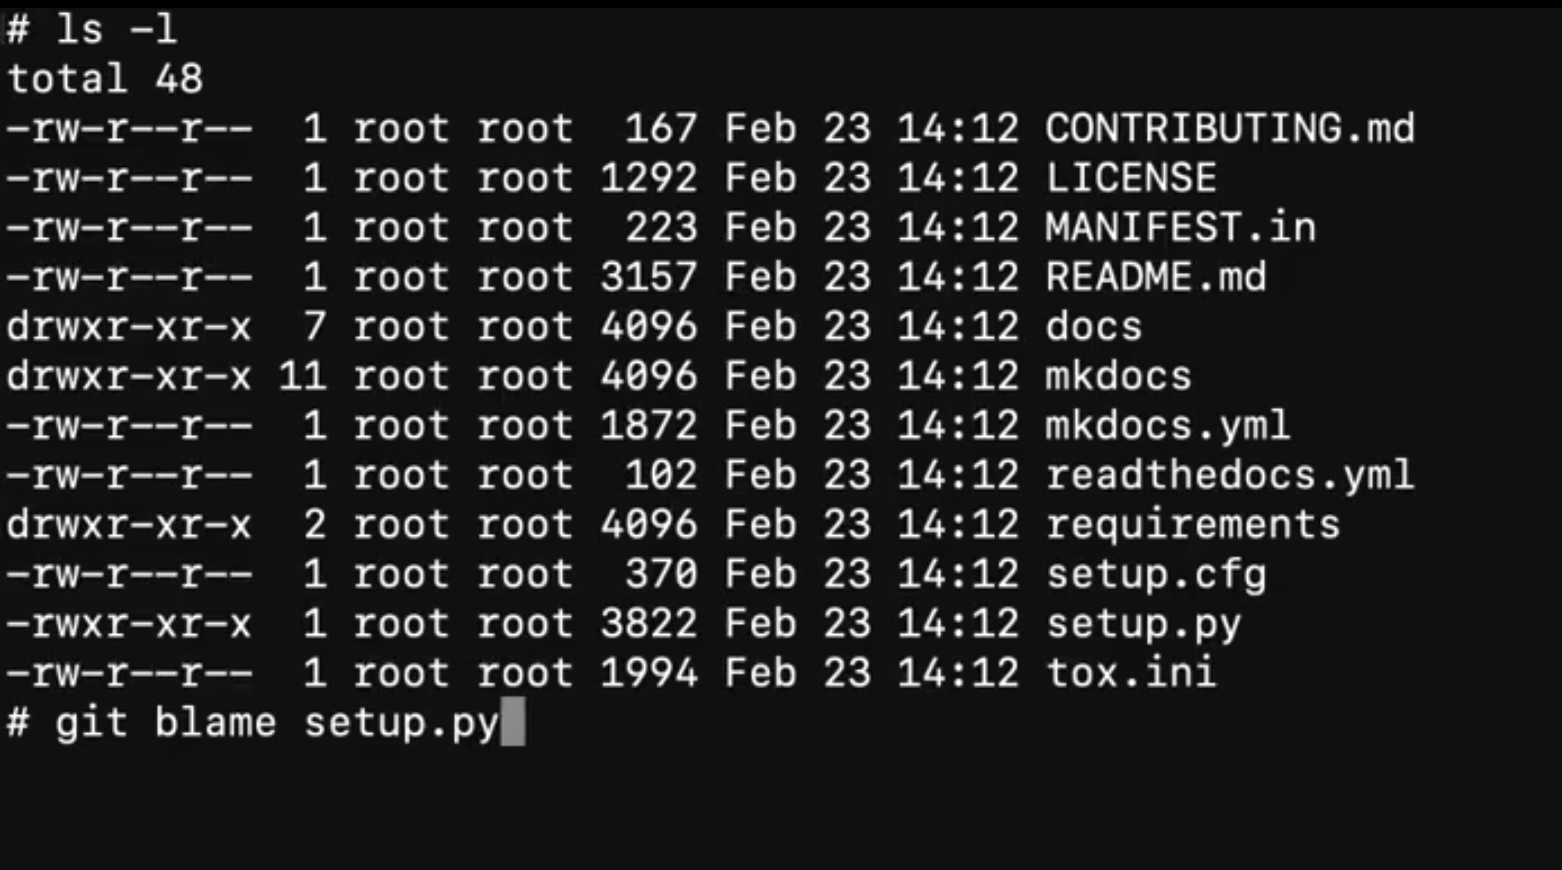 # ls -l
total 48
-rw-r--r--  1 root root  167 Feb 23 14:12 CONTRIBUTING.md
-rw-r--r--  1 root root 1292 Feb 23 14:12 LICENSE
-rw-r--r--  1 root root  223 Feb 23 14:12 MANIFEST.in
-rw-r--r--  1 root root 3157 Feb 23 14:12 README.md
drwxr-xr-x  7 root root 4096 Feb 23 14:12 docs
drwxr-xr-x 11 root root 4096 Feb 23 14:12 mkdocs
-rw-r--r--  1 root root 1872 Feb 23 14:12 mkdocs.yml
-rw-r--r--  1 root root  102 Feb 23 14:12 readthedocs.yml
drwxr-xr-x  2 root root 4096 Feb 23 14:12 requirements
-rw-r--r--  1 root root  370 Feb 23 14:12 setup.cfg
-rwxr-xr-x  1 root root 3822 Feb 23 14:12 setup.py
-rw-r--r--  1 root root 1994 Feb 23 14:12 tox.ini
# git blame setup.py